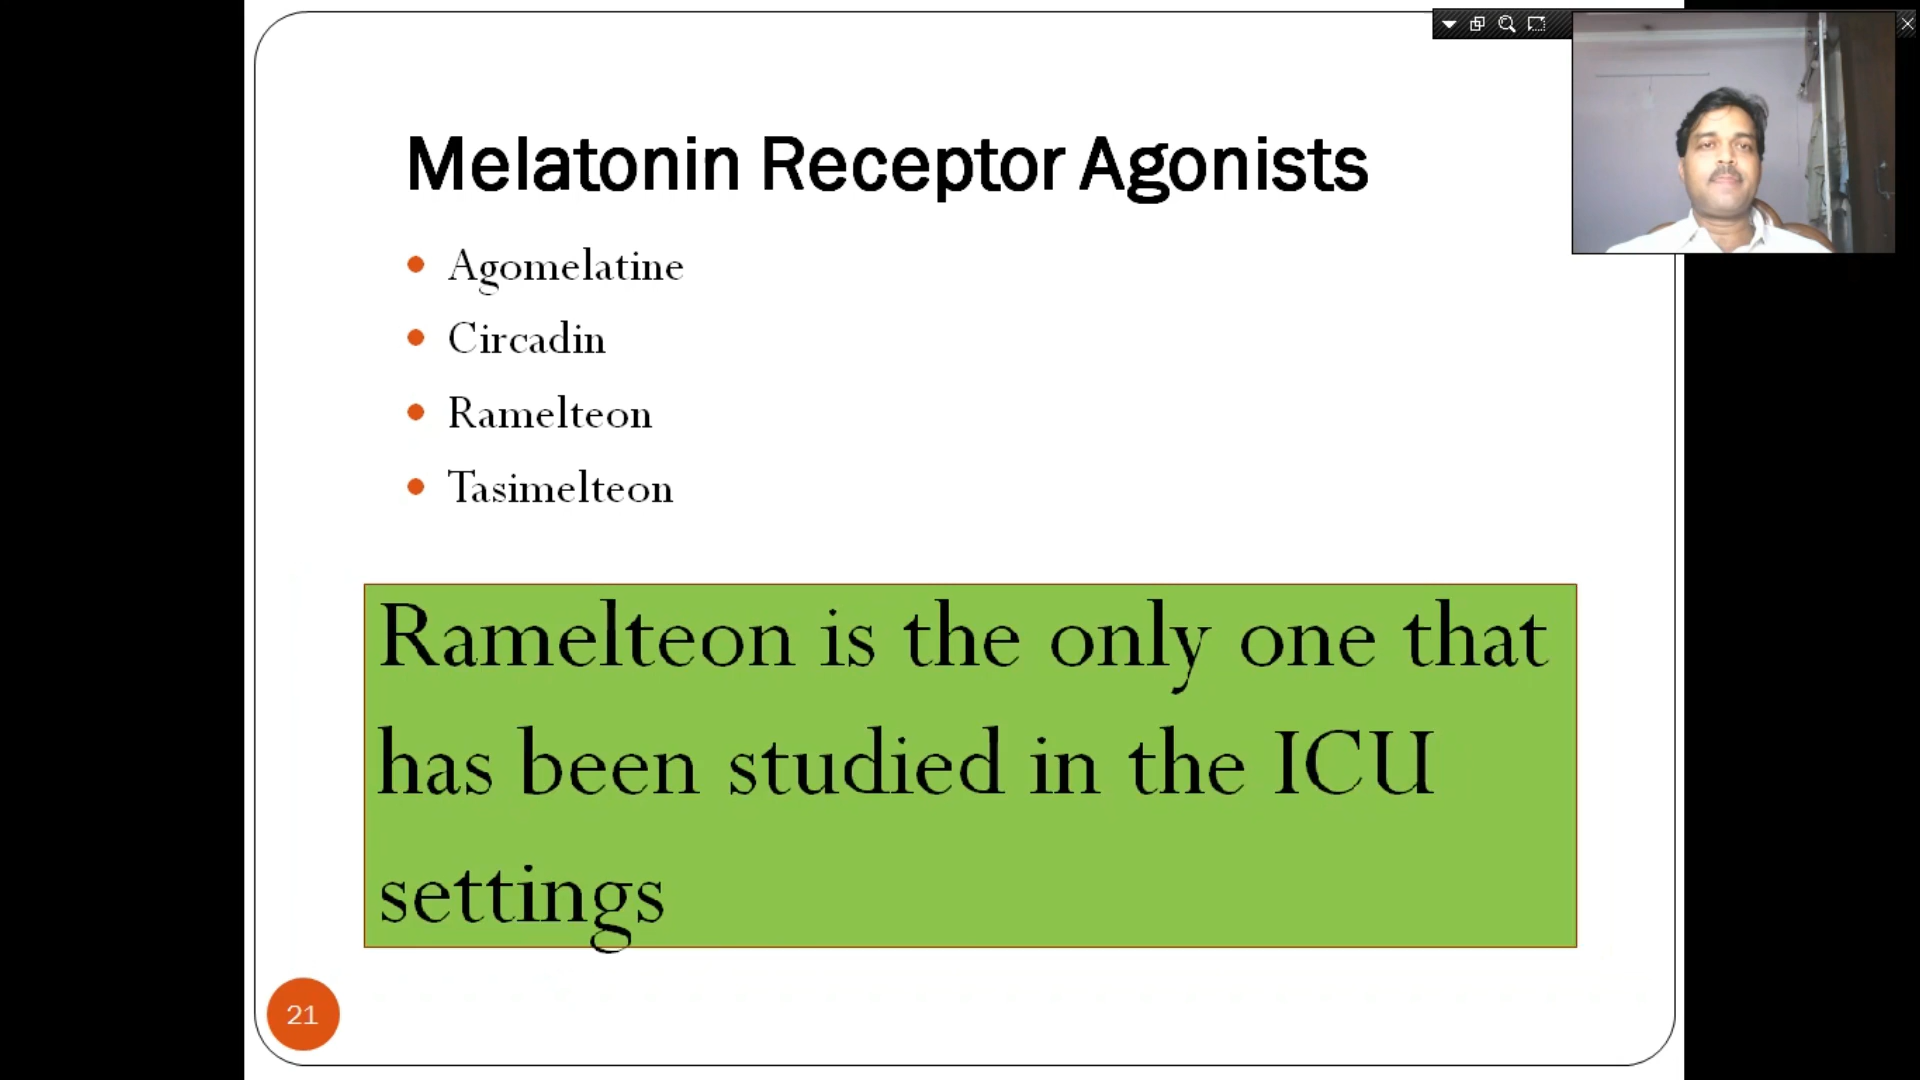 Melatonin Receptor Agonists
Agomelatine
Circadin
Ramelteon
Tasimelteon
Ramelteon is the only one that
has been studied in the ICU
settings
21